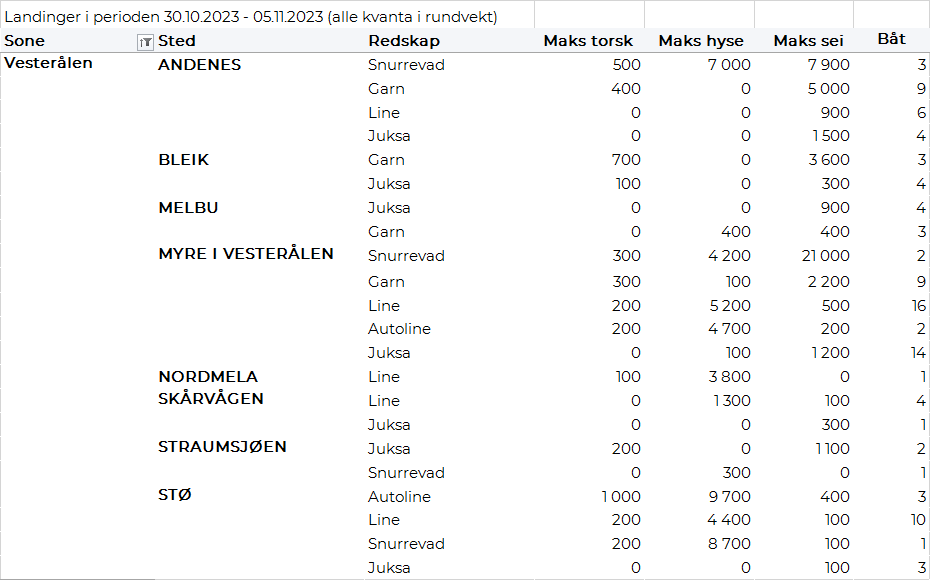 Landinger i perioden 30.10.2023 - 05.11.2023 (alle kvanta i rundvekt)
Sone Sted Redskap Maks torsk Maks hyse Maks sei Båt
Vesterålen ANDENES Snurrevad 500 7 000 7 900 3
Garn 400 0 5 000 9
Line 0 0 900 6
Juksa 0 0 1 500 4
BLEIK Garn 700 0 3 600 3
Juksa 100 0 300 4
MELBU Juksa 0 0 900 4
Garn 0 400 400 3
MYRE I VESTERÅLEN Snurrevad 300 4 200 21 000 2
Garn 300 100 2 200 9
Line 200 5 200 500 16
Autoline 200 4 700 200 2
Juksa 0 100 1 200 14
NORDMELA Line 100 3 800 0 1
SKÅRVÅGEN Line 0 1 300 100 4
Juksa 0 0 300 1
STRAUMSJØEN Juksa 200 0 1 100 2
Snurrevad 0 300 0 1
STØ Autoline 1 000 9 700 400 3
Line 200 4 400 100 10
Snurrevad 200 8 700 100 1
Juksa 0 0 100 3